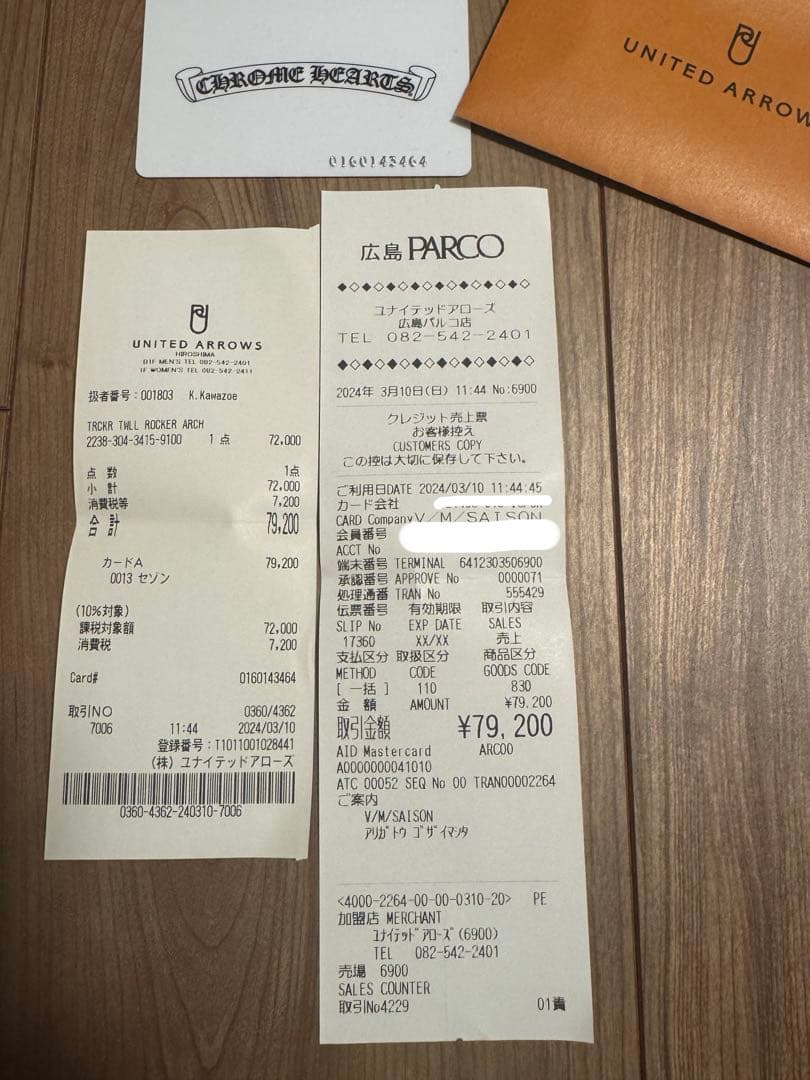 CHROME HEARTS
0160143464
UNITED ARROW
UNITED ARROWS
HIROSHIMA
B1F MEN'S TEL 082-542-2401
1F WOMEN'S TEL 082-542-2411
扱者番号:001803 K.Kawazoe
TRCKR TWLL ROCKER ARCH
2238-304-3415-9100 1点 72,000
点 数 1点
小 計 72,000
消費税等 7,200
合 計 79,200
カードA 79,200
0013 セゾン
(10%対象)
課税対象額 72,000
消費税 7,200
Card# 0160143464
取引NO 0360/4362
7006 11:44 2024/03/10
登録番号:T1011001028441
(株) ユナイテッドアローズ
0360-4362-240310-7006
広島 PARCO
◆◇◆◇◆◇◆◇◆◇◆◇◆◇◆◇
ユナイテッドアローズ
広島パルコ店
TEL 082-542-2401
◆◇◆◇◆◇◆◇◆◇◆◇◆◇◆◇
2024年 3月10日(日) 11:44 No:6900
クレジット売上票
お客様控え
CUSTOMERS COPY
この控は大切に保存して下さい。
ご利用日DATE 2024/03/10 11:44:45
カード会社
CARD Company V/M/SAISON
会員番号
ACCT No
端末番号 TERMINAL 6412303506900
承認番号 APPROVE No 0000071
処理通番 TRAN No 555429
伝票番号 有効期限 取引内容
SLIP No EXP DATE SALES
17360 XX/XX 売上
支払区分 取扱区分 商品区分
METHOD CODE GOODS CODE
[ 一括 ] 110 830
金 額 AMOUNT ¥79,200
取引金額 ¥79,200
AID Mastercard ARC00
A0000000041010
ATC 00052 SEQ No 00 TRAN00002264
ご案内
V/M/SAISON
アリガトウ ゴザイマシタ
<4000-2264-00-00-0310-20> PE
加盟店 MERCHANT
ユナイテッドアローズ(6900)
TEL 082-542-2401
売場 6900
SALES COUNTER
取引No4229 01責